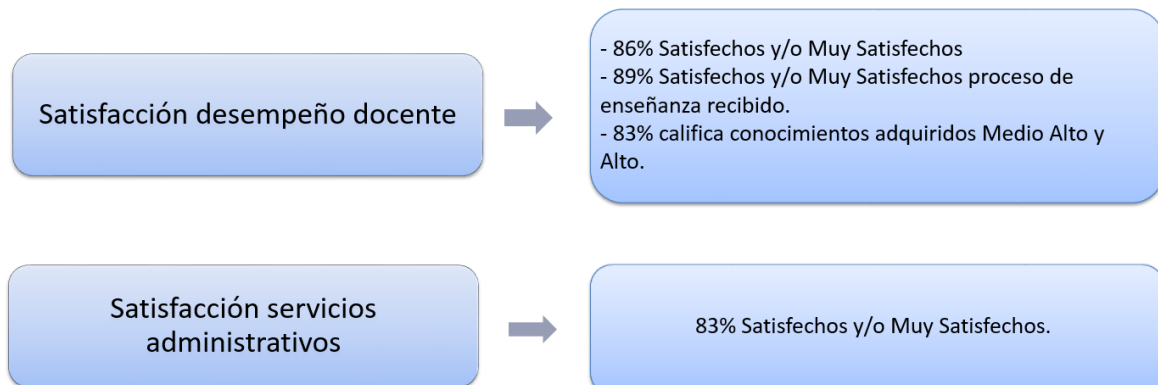 Satisfacción desempeño docente
- 86% Satisfechos y/o Muy Satisfechos
- 89% Satisfechos y/o Muy Satisfechos proceso de
enseñanza recibido.
- 83% califica conocimientos adquiridos Medio Alto y
Alto.
Satisfacción servicios
administrativos
83% Satisfechos y/o Muy Satisfechos.